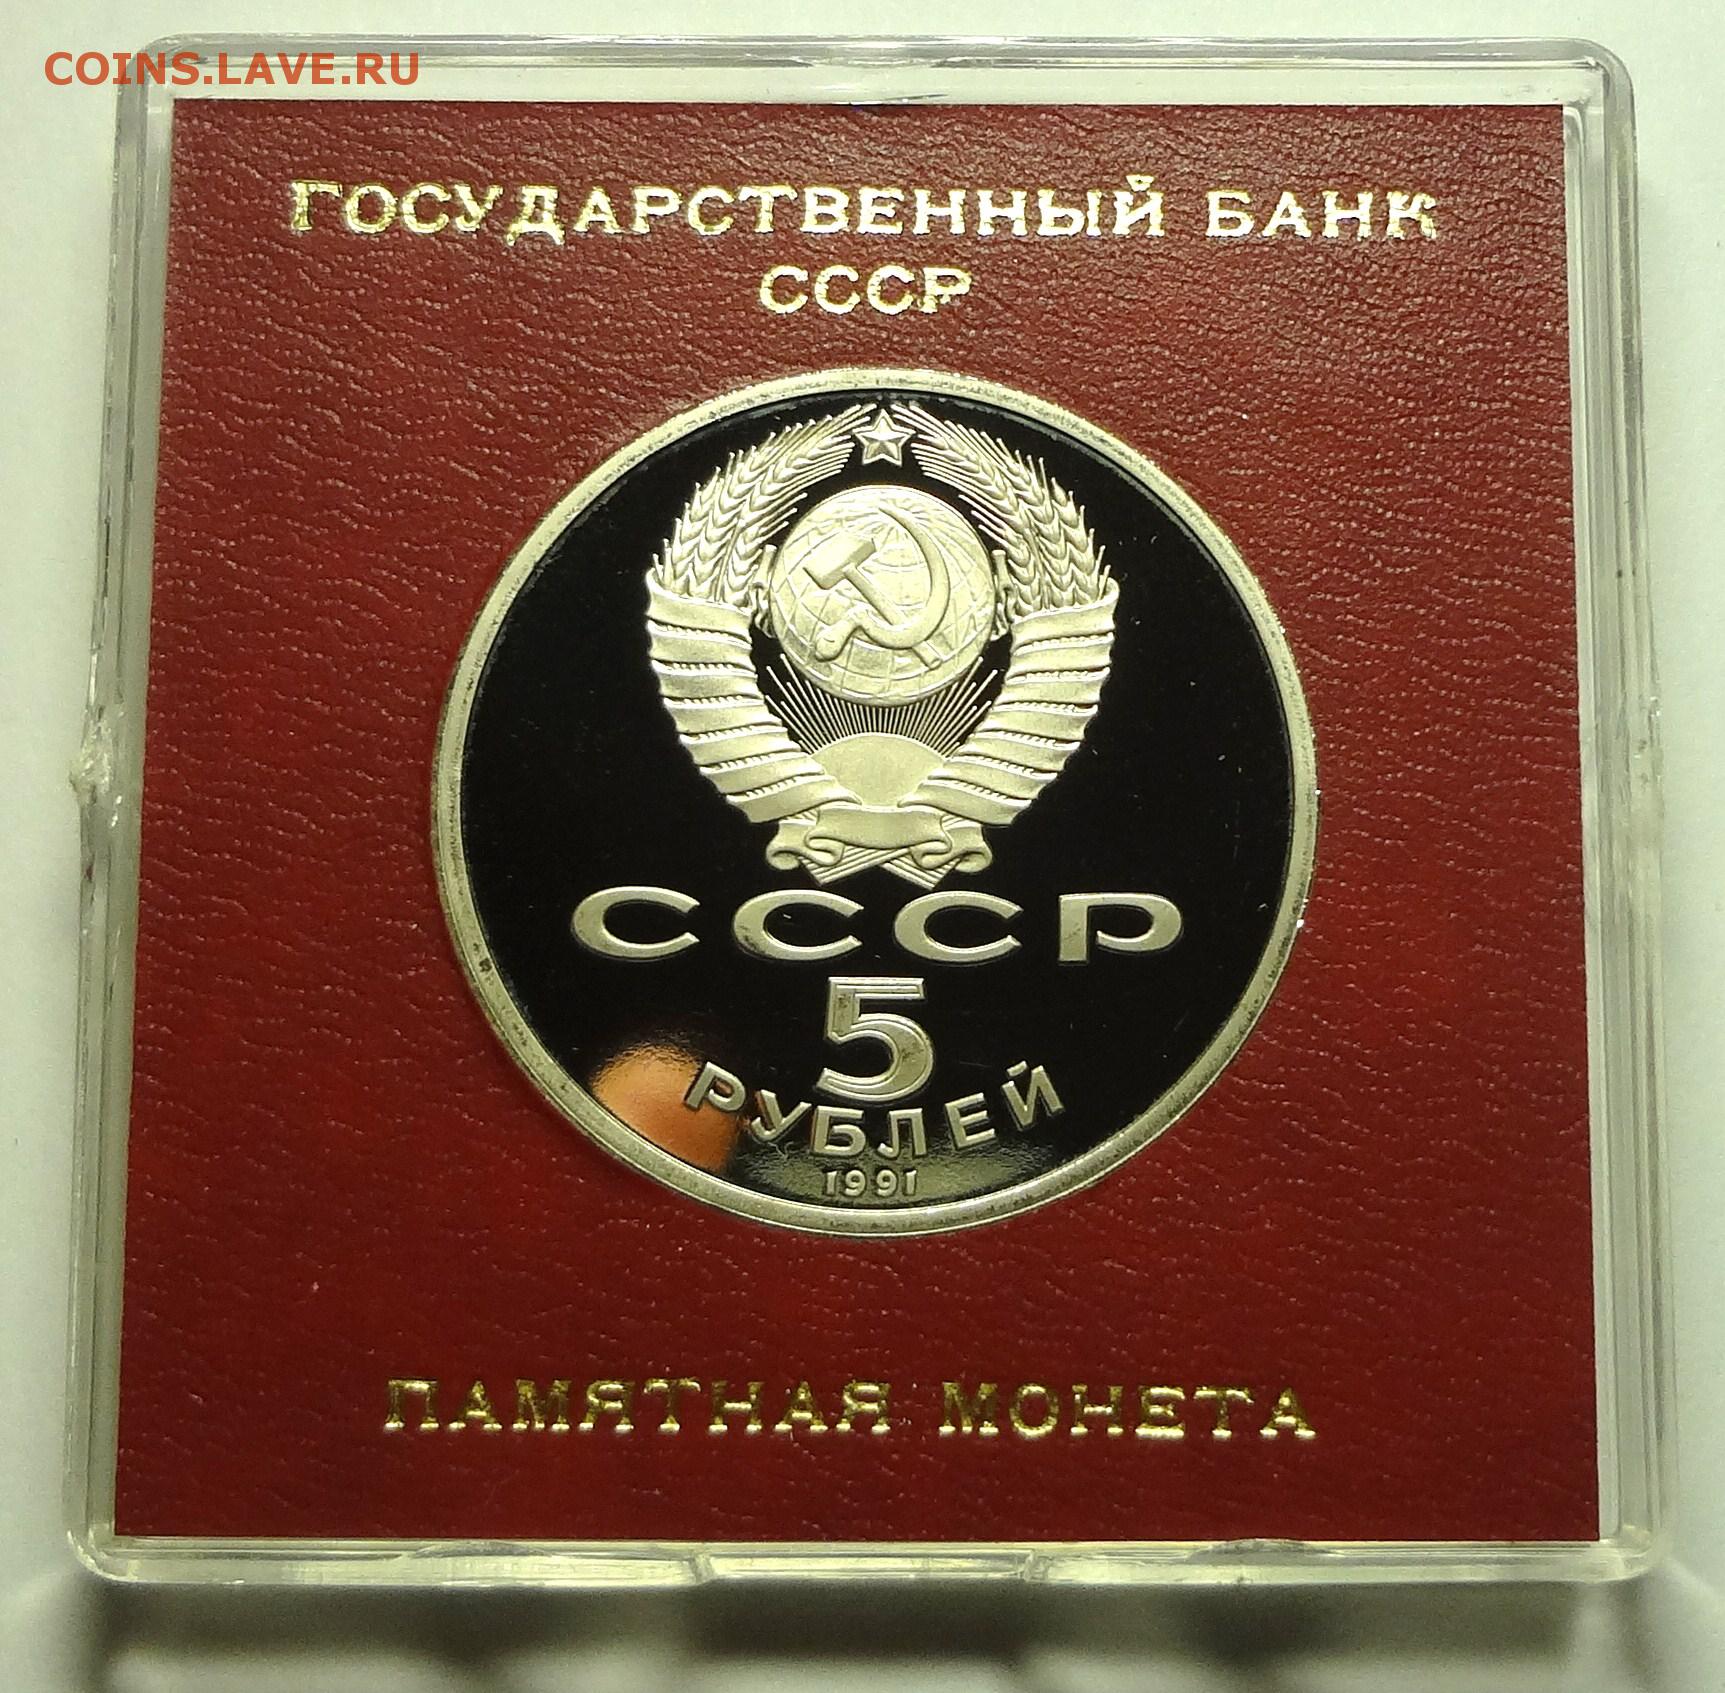 COINS.LAVE.RU
ГОСУДАРСТВЕННЫЙ БАНК
СССР
СССР
5
РУБЛЕЙ
1991
ПАМЯТНАЯ МОНЕТА